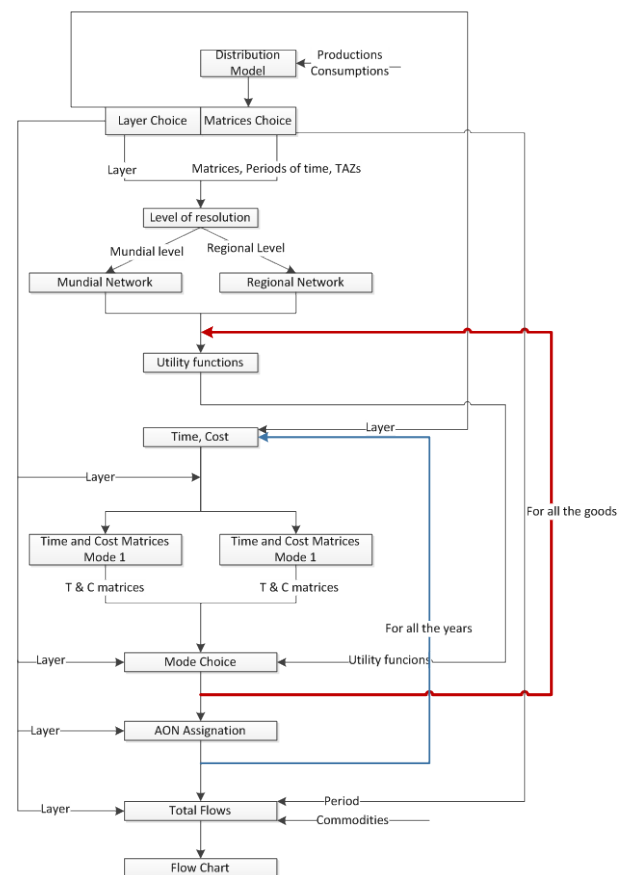 Distribution
Model
Productions
Consumptions
Layer Choice
Matrices Choice
Layer
Matrices, Periods of time, TAZs
Level of resolution
Mundial level
Regional Level
Mundial Network
Regional Network
Utility functions
Time, Cost
Layer
Layer
For all the goods
Time and Cost Matrices
Mode 1
Time and Cost Matrices
Mode 1
T & C matrices
T & C matrices
For all the years
Layer
Mode Choice
Utility funcions
Layer
AON Assignation
Layer
Total Flows
Period
Commodities
Flow Chart